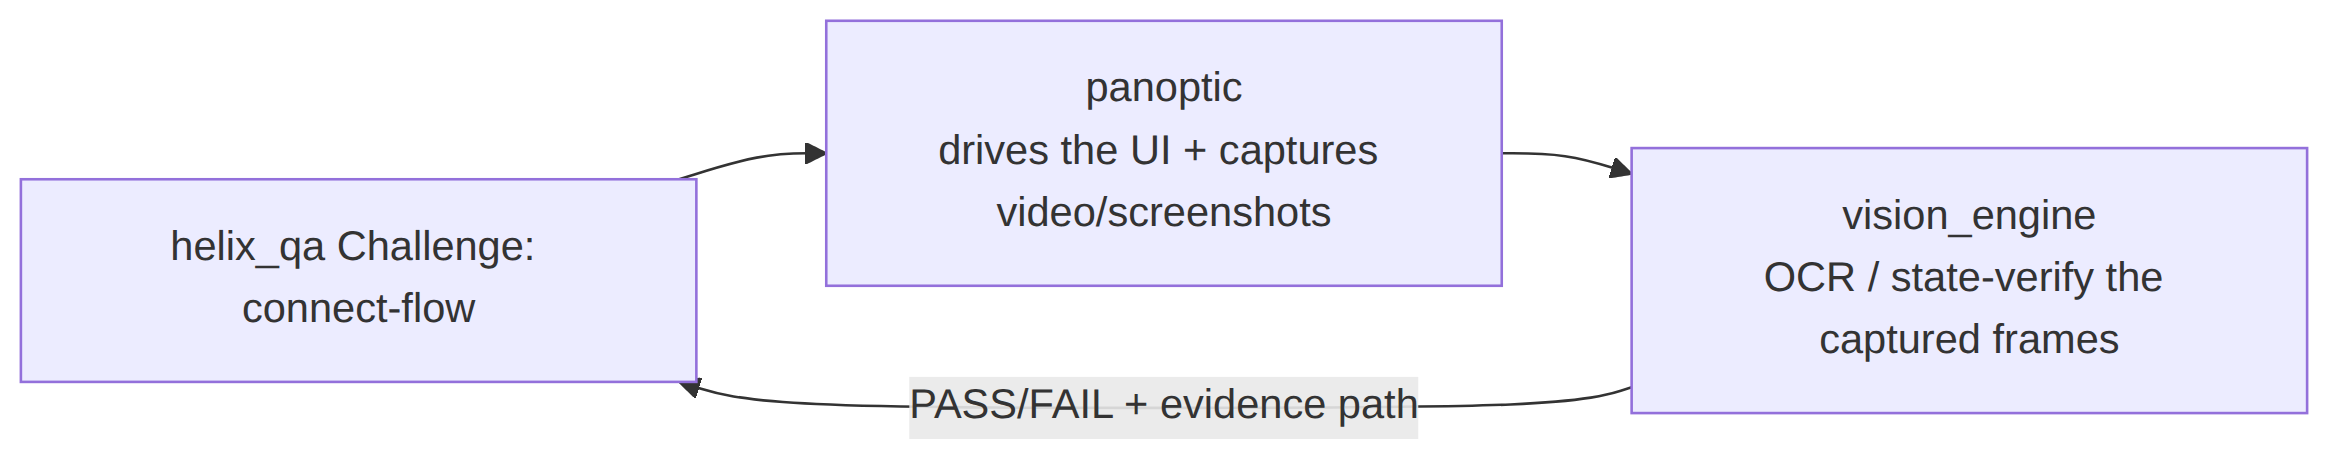 helix_qa Challenge:
connect-flow
panoptic
drives the UI + captures
video/screenshots
vision_engine
OCR / state-verify the
captured frames
PASS/FAIL + evidence path